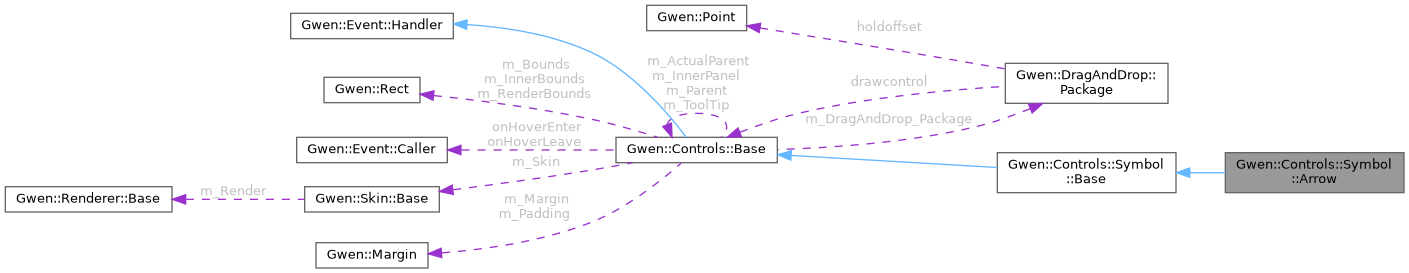 Gwen::Event::Handler
Gwen::Point
holdoffset
m_Bounds
m_InnerBounds
m_RenderBounds
m_ActualParent
m_InnerPanel
m_Parent
m_ToolTip
Gwen::Rect
drawcontrol
Gwen::DragAndDrop::
Package
m_DragAndDrop_Package
onHoverEnter
onHoverLeave
Gwen::Event::Caller
Gwen::Controls::Base
m_Skin
Gwen::Controls::Symbol
::Base
Gwen::Controls::Symbol
::Arrow
Gwen::Renderer::Base
m_Render
Gwen::Skin::Base
m_Margin
m_Padding
Gwen::Margin